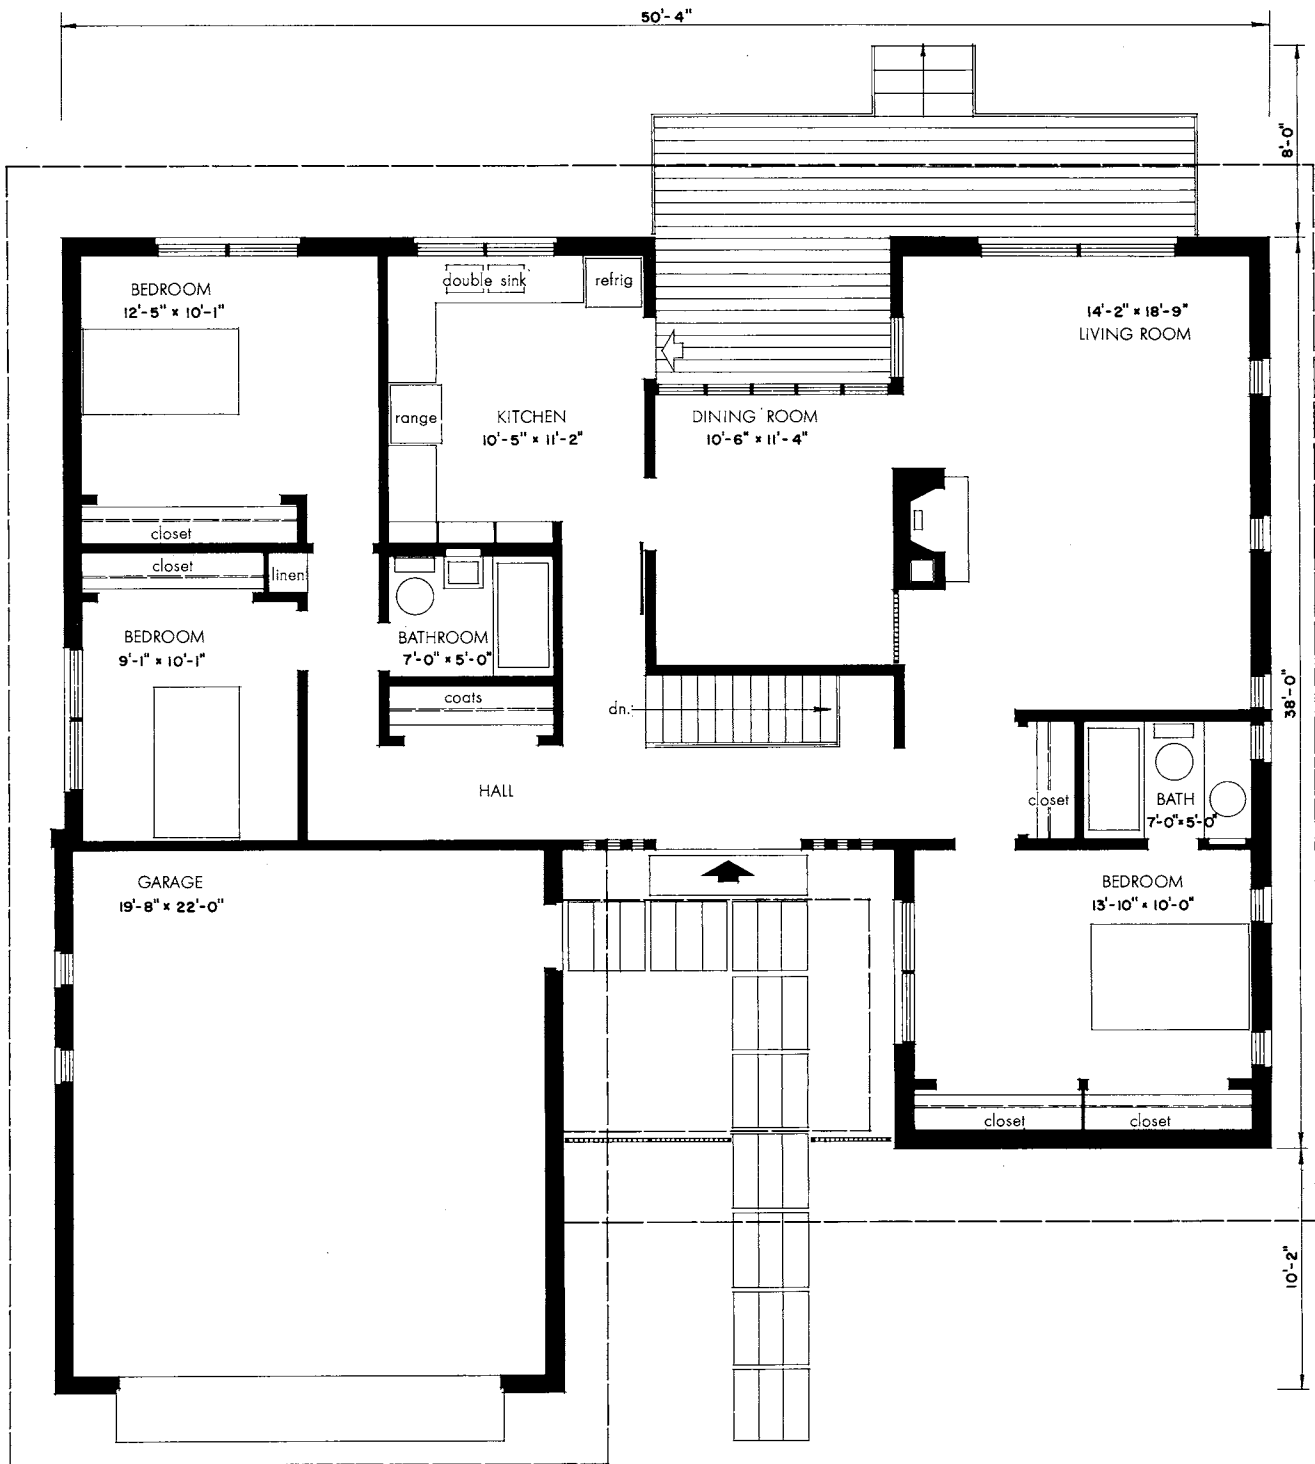 50'-4"
8'-0"
double sink
refrig
BEDROOM
12'-5" x 10'-1"
14'-2" x 18'-9"
LIVING ROOM
range
KITCHEN
10'-5" x 11'-2"
DINING ROOM
10'-6" x 11'-4"
closet
closet
linen
BEDROOM
9'-1" x 10'-1"
BATHROOM
7'-0" x 5'-0"
coats
dn.
38'-0"
HALL
closet
BATH
7'-0" x 5'-0"
GARAGE
19'-8" x 22'-0"
BEDROOM
13'-10" x 10'-0"
closet
closet
10'-2"